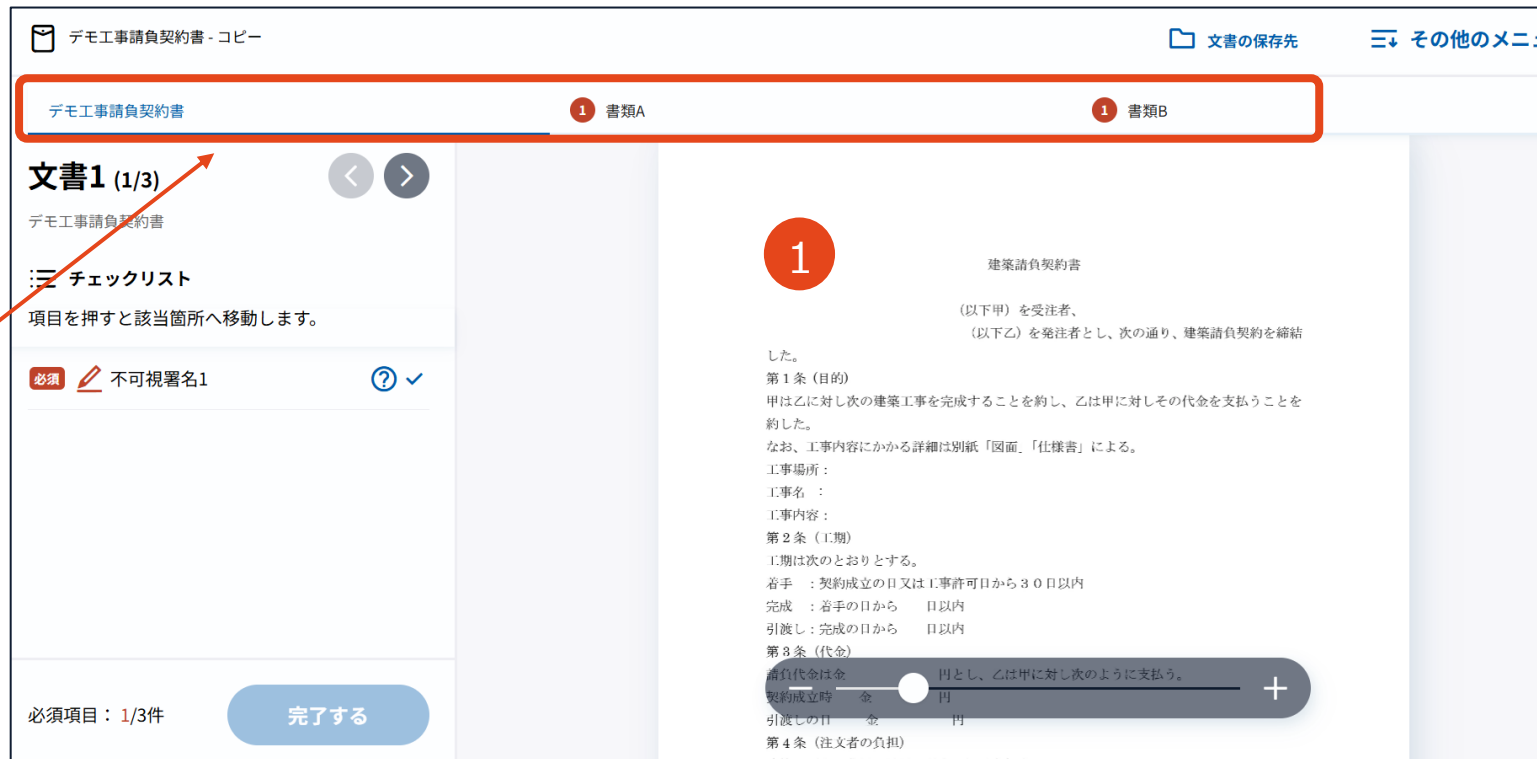 デモ工事請負契約書 - コピー
文書の保存先
その他のメニュ
デモ工事請負契約書
1 書類A
1 書類B
文書1 (1/3)
デモ工事請負契約書
チェックリスト
項目を押すと該当箇所へ移動します。
必須 不可視署名1
必須項目: 1/3件
完了する
1
建築請負契約書
(以下甲)を受注者、
(以下乙)を発注者とし、次の通り、建築請負契約を締結
した。
第1条(目的)
甲は乙に対し次の建築工事を完成することを約し、乙は甲に対しその代金を支払うことを
約した。
なお、工事内容にかかる詳細は別紙「図面」「仕様書」による。
工事場所:
工事名 :
工事内容:
第2条(工期)
工期は次のとおりとする。
着手 :契約成立の日又は工事許可日から30日以内
完成 :着手の日から 日以内
引渡し:完成の日から 日以内
第3条(代金)
請負代金は金 円とし、乙は甲に対し次のように支払う。
契約成立時 金 円
引渡しの日 金 円
第4条(注文者の負担)